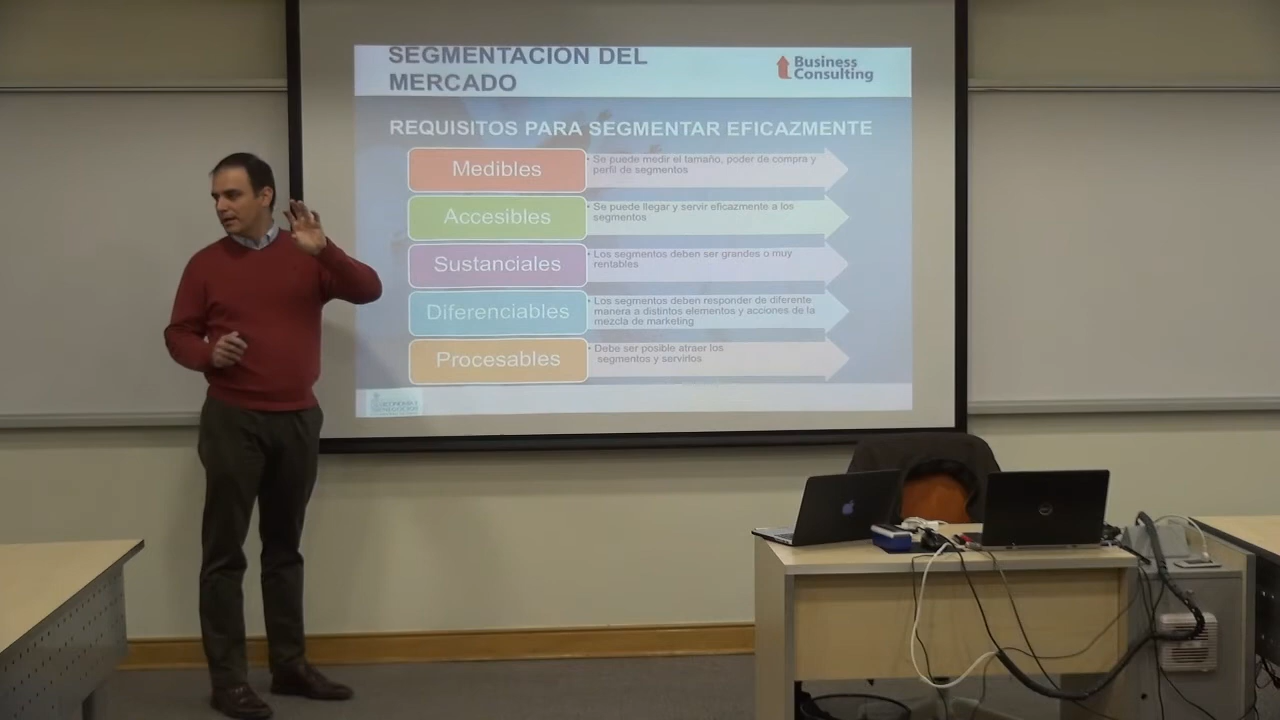 SEGMENTACION DEL
MERCADO
Business
Consulting
REQUISITOS PARA SEGMENTAR EFICAZMENTE
Medibles
• Se puede medir el tamaño, poder de compra y
perfil de segmentos
Accesibles
• Se puede llegar y servir eficazmente a los
segmentos
Sustanciales
• Los segmentos deben ser grandes o muy
rentables
Diferenciables
• Los segmentos deben responder de diferente
manera a distintos elementos y acciones de la
mezcla de marketing
Procesables
• Debe ser posible atraer los
segmentos y servirlos
DELL